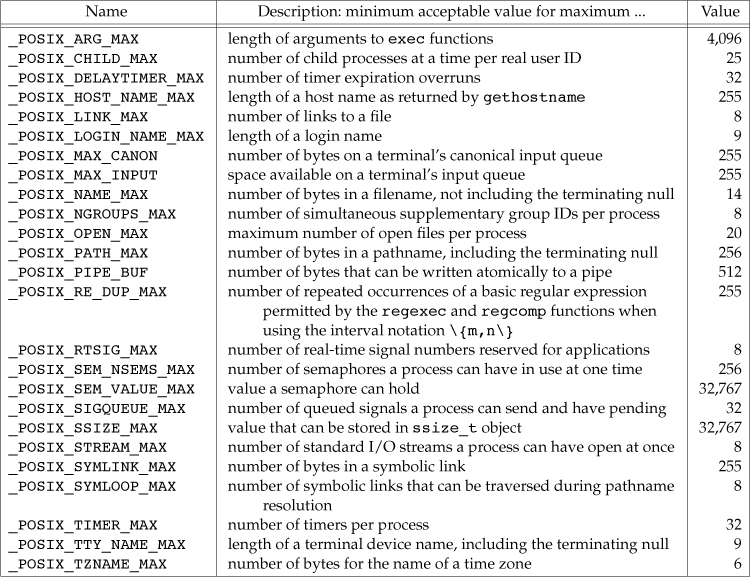 Name Description: minimum acceptable value for maximum ... Value
_POSIX_ARG_MAX length of arguments to exec functions 4,096
_POSIX_CHILD_MAX number of child processes at a time per real user ID 25
_POSIX_DELAYTIMER_MAX number of timer expiration overruns 32
_POSIX_HOST_NAME_MAX length of a host name as returned by gethostname 255
_POSIX_LINK_MAX number of links to a file 8
_POSIX_LOGIN_NAME_MAX length of a login name 9
_POSIX_MAX_CANON number of bytes on a terminal's canonical input queue 255
_POSIX_MAX_INPUT space available on a terminal's input queue 255
_POSIX_NAME_MAX number of bytes in a filename, not including the terminating null 14
_POSIX_NGROUPS_MAX number of simultaneous supplementary group IDs per process 8
_POSIX_OPEN_MAX maximum number of open files per process 20
_POSIX_PATH_MAX number of bytes in a pathname, including the terminating null 256
_POSIX_PIPE_BUF number of bytes that can be written atomically to a pipe 512
_POSIX_RE_DUP_MAX number of repeated occurrences of a basic regular expression 255
permitted by the regexec and regcomp functions when
using the interval notation \{m,n\}
_POSIX_RTSIG_MAX number of real-time signal numbers reserved for applications 8
_POSIX_SEM_NSEMS_MAX number of semaphores a process can have in use at one time 256
_POSIX_SEM_VALUE_MAX value a semaphore can hold 32,767
_POSIX_SIGQUEUE_MAX number of queued signals a process can send and have pending 32
_POSIX_SSIZE_MAX value that can be stored in ssize_t object 32,767
_POSIX_STREAM_MAX number of standard I/O streams a process can have open at once 8
_POSIX_SYMLINK_MAX number of bytes in a symbolic link 255
_POSIX_SYMLOOP_MAX number of symbolic links that can be traversed during pathname 8
resolution
_POSIX_TIMER_MAX number of timers per process 32
_POSIX_TTY_NAME_MAX length of a terminal device name, including the terminating null 9
_POSIX_TZNAME_MAX number of bytes for the name of a time zone 6